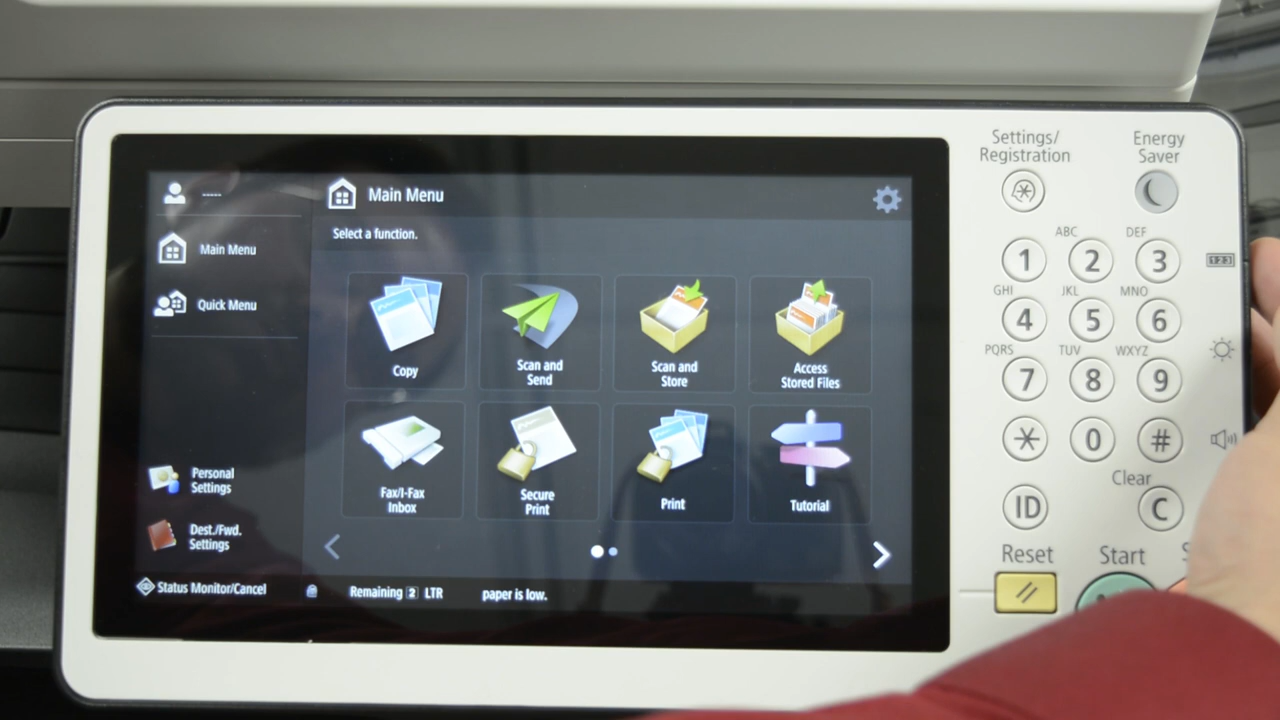 -----
Main Menu
Quick Menu
Personal
Settings
Dest./Fwd.
Settings
Status Monitor/Cancel
Main Menu
Select a function.
Copy
Scan and
Send
Scan and
Store
Access
Stored Files
Fax/I-Fax
Inbox
Secure
Print
Print
Tutorial
Remaining 2 LTR paper is low.
Settings/
Registration
Energy
Saver
ABC DEF
1 2 3
123
GHI JKL MNO
4 5 6
PQRS TUV WXYZ
7 8 9
* 0 #
Clear
ID C
Reset Start